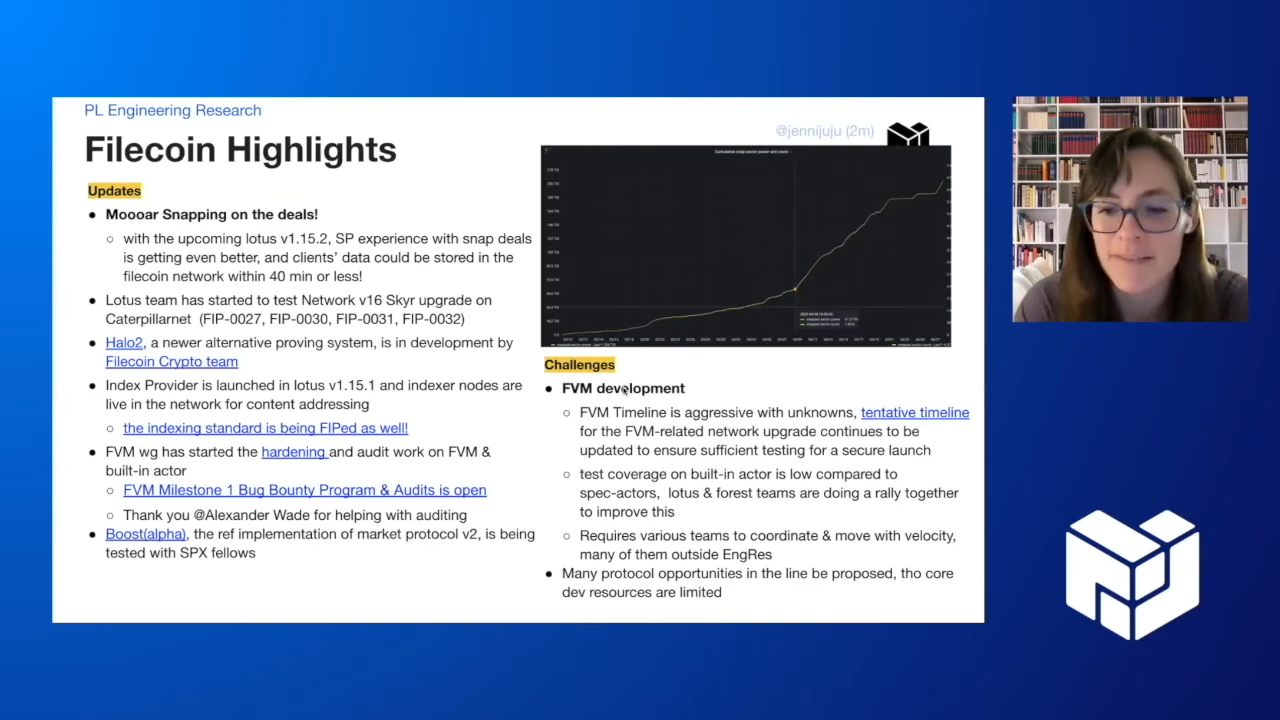 PL Engineering Research
Filecoin Highlights
@jennijuju (2m)
Updates
● Moooar Snapping on the deals!
○ with the upcoming lotus v1.15.2, SP experience with snap deals
is getting even better, and clients' data could be stored in the
filecoin network within 40 min or less!
● Lotus team has started to test Network v16 Skyr upgrade on
Caterpillarnet (FIP-0027, FIP-0030, FIP-0031, FIP-0032)
● Halo2, a newer alternative proving system, is in development by
Filecoin Crypto team
● Index Provider is launched in lotus v1.15.1 and indexer nodes are
live in the network for content addressing
○ the indexing standard is being FIPed as well!
● FVM wg has started the hardening and audit work on FVM &
built-in actor
○ FVM Milestone 1 Bug Bounty Program & Audits is open
○ Thank you @Alexander Wade for helping with auditing
● Boost(alpha), the ref implementation of market protocol v2, is being
tested with SPX fellows
Cumulative snap sector power and count
Challenges
● FVM development
○ FVM Timeline is aggressive with unknowns, tentative timeline
for the FVM-related network upgrade continues to be
updated to ensure sufficient testing for a secure launch
○ test coverage on built-in actor is low compared to
spec-actors, lotus & forest teams are doing a rally together
to improve this
○ Requires various teams to coordinate & move with velocity,
many of them outside EngRes
● Many protocol opportunities in the line be proposed, tho core
dev resources are limited